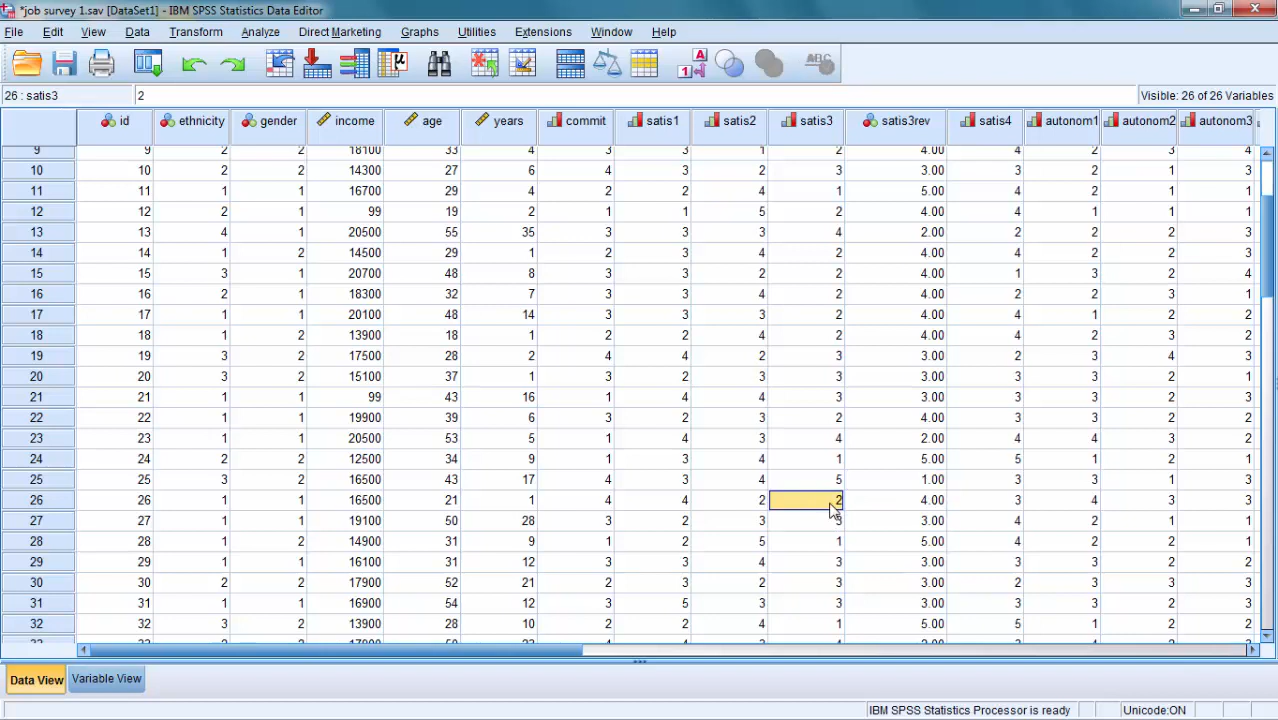 *job survey 1.sav [DataSet1] - IBM SPSS Statistics Data Editor
File Edit View Data Transform Analyze Direct Marketing Graphs Utilities Extensions Window Help
26 : satis3 2 Visible: 26 of 26 Variables
id ethnicity gender income age years commit satis1 satis2 satis3 satis3rev satis4 autonom1 autonom2 autonom3
9 9 2 2 18100 33 4 3 3 1 2 4.00 4 2 3 4
10 10 2 2 14300 27 6 4 3 2 3 3.00 3 2 1 3
11 11 1 1 16700 29 4 2 2 4 1 5.00 4 2 1 1
12 12 2 1 99 19 2 1 1 5 2 4.00 4 1 1 1
13 13 4 1 20500 55 35 3 3 3 4 2.00 2 2 2 3
14 14 1 2 14500 29 1 2 3 4 2 4.00 4 2 2 1
15 15 3 1 20700 48 8 3 3 2 2 4.00 1 3 2 4
16 16 2 1 18300 32 7 3 3 4 2 4.00 2 2 3 1
17 17 1 1 20100 48 14 3 3 3 2 4.00 4 1 2 3
18 18 1 2 13900 18 1 2 2 4 2 4.00 4 2 3 2
19 19 3 2 17500 28 2 4 4 2 3 3.00 2 3 4 3
20 20 3 2 15100 37 1 3 2 3 3 3.00 3 3 2 1
21 21 1 1 99 43 16 1 4 4 3 3.00 3 3 2 3
22 22 1 1 19900 39 6 3 2 3 2 4.00 3 3 2 2
23 23 1 1 20500 53 5 1 4 3 4 2.00 4 4 3 2
24 24 2 2 12500 34 9 1 3 4 1 5.00 5 1 2 1
25 25 3 2 16500 43 17 4 3 4 5 1.00 3 3 1 3
26 26 1 1 16500 21 1 4 4 2 2 4.00 3 4 3 3
27 27 1 1 19100 50 28 3 2 3 3 3.00 4 2 1 1
28 28 1 2 14900 31 9 1 2 5 1 5.00 4 2 2 1
29 29 1 1 16100 31 12 3 3 4 3 3.00 3 3 2 2
30 30 2 2 17900 52 21 2 3 2 3 3.00 2 3 3 3
31 31 1 1 16900 54 12 3 5 3 3 3.00 3 3 2 3
32 32 3 2 13900 28 10 2 2 4 1 5.00 5 1 2 2
Data View Variable View
IBM SPSS Statistics Processor is ready Unicode:ON